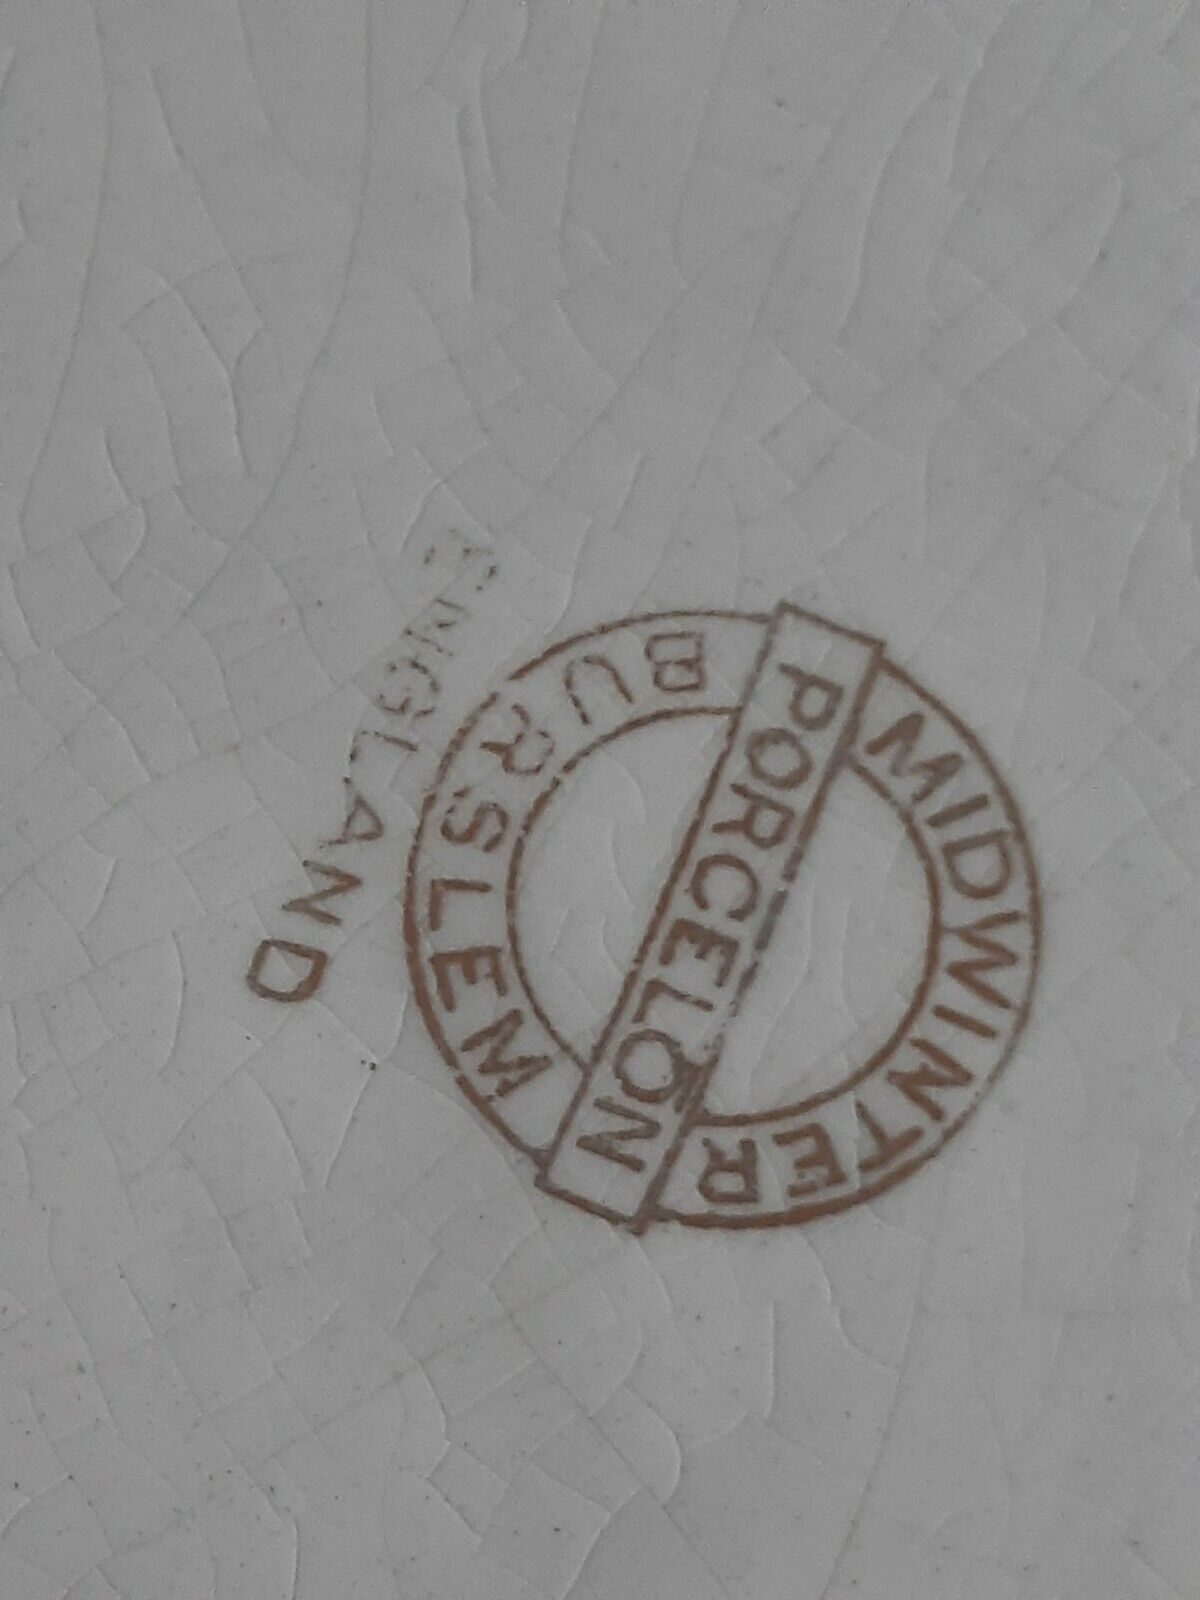 MIDWINTER
PORCELON
BURSLEM
ENGLAND